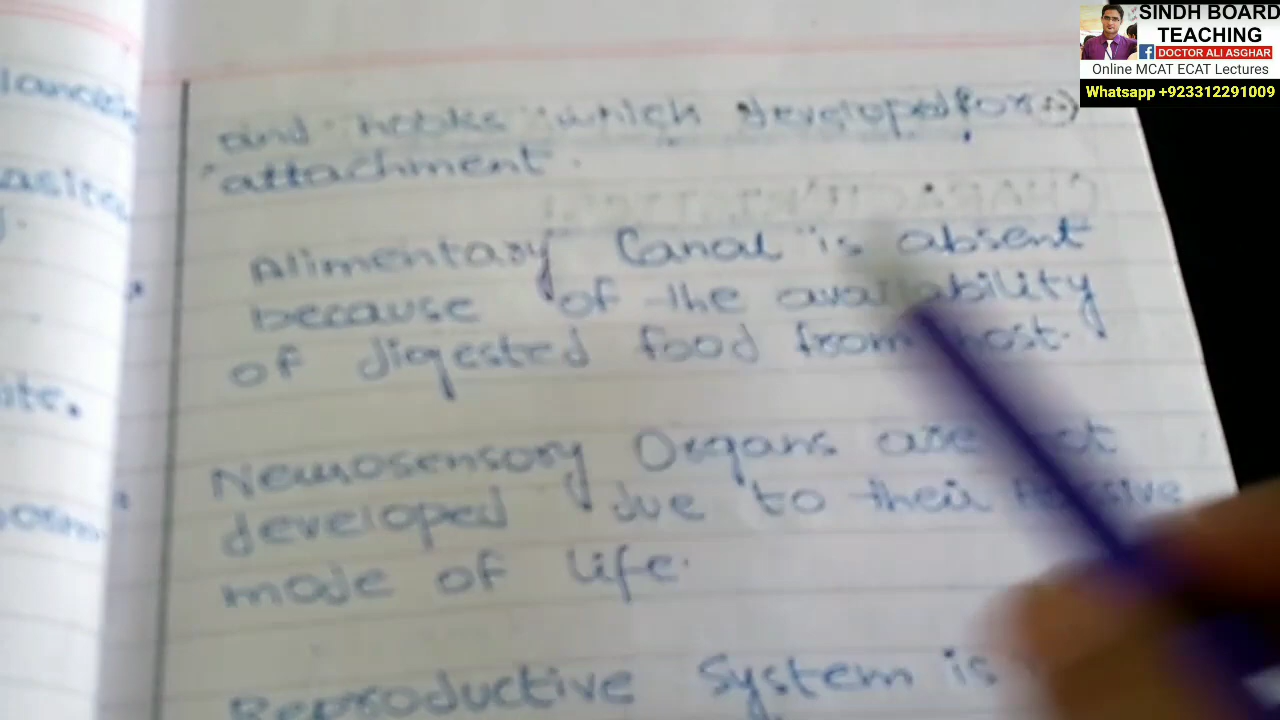 SINDH BOARD
TEACHING
DOCTOR ALI ASGHAR
Online MCAT ECAT Lectures
Whatsapp +923312291009
and hooks which developed for
attachment.
Alimentary Canal is absent
because of the availability
of digested food from host.
Neurosensory Organs are not
developed due to their
mode of life.
Reproductive System is